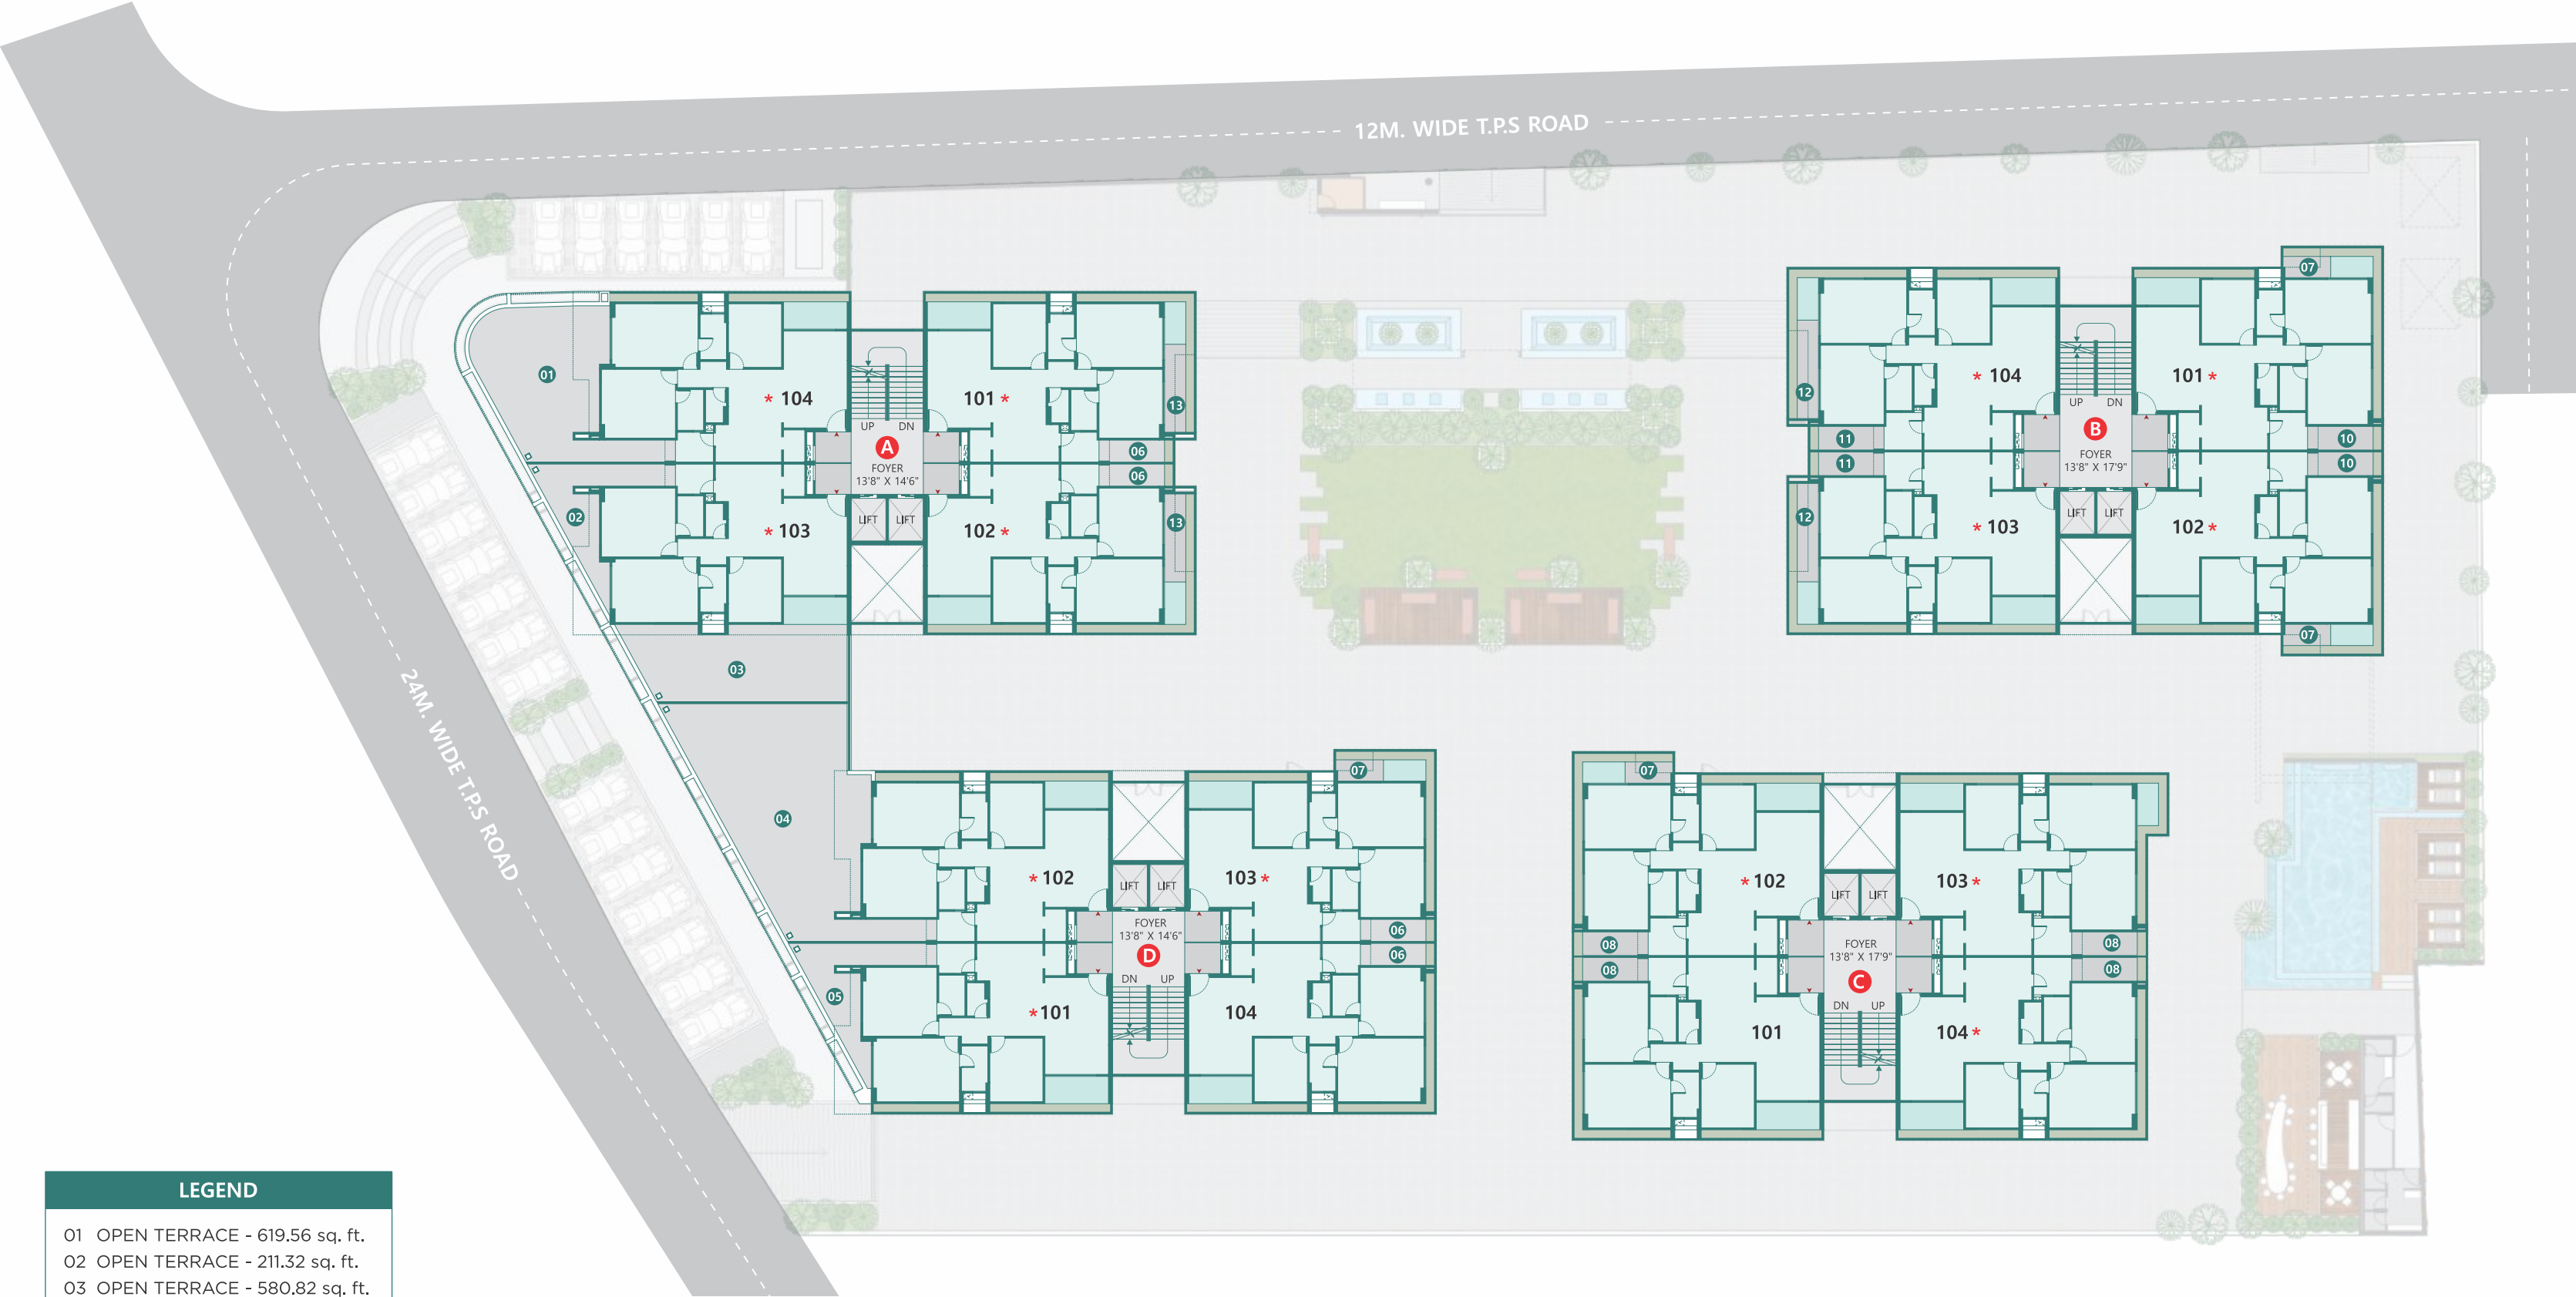 12M. WIDE T.P.S ROAD
24M. WIDE T.P.S ROAD
01
02
03
* 104
101 *
UP DN
A
FOYER
13'8" X 14'6"
LIFT LIFT
* 103
102 *
13
06
06
13
07
12
* 104
101 *
UP DN
B
FOYER
13'8" X 17'9"
LIFT LIFT
11
11
10
10
12
* 103
102 *
07
04
05
07
* 102
103 *
LIFT LIFT
FOYER
13'8" X 14'6"
D
DN UP
06
06
* 101
104
07
* 102
103 *
LIFT LIFT
FOYER
13'8" X 17'9"
C
DN UP
08
08
08
08
101
104 *
LEGEND
01 OPEN TERRACE - 619.56 sq. ft.
02 OPEN TERRACE - 211.32 sq. ft.
03 OPEN TERRACE - 580.82 sq. ft.